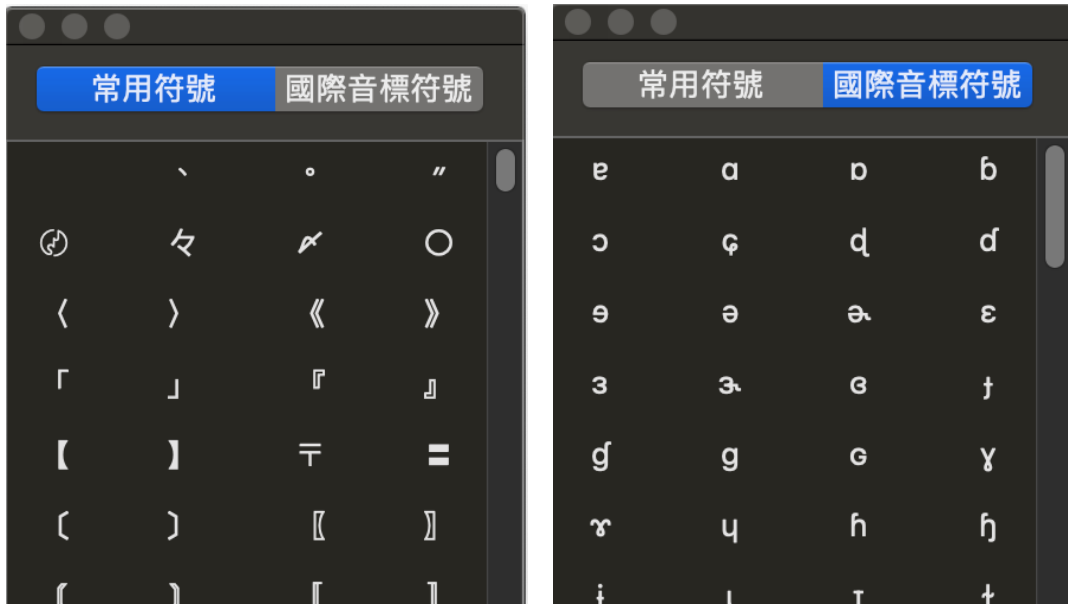 常用符號 國際音標符號
、 。 〃
〄 々 〆 〇
〈 〉 《 》
「 」 『 』
【 】 〒 〓
〔 〕 〖 〗
〘 〙 〚 〛
常用符號 國際音標符號
ɐ ɑ ɒ ɓ
ɔ ɕ ɖ ɗ
ɘ ə ɚ ɛ
ɜ ɝ ɞ ɟ
ɠ ɡ ɢ ɣ
ɤ ɥ ɦ ɧ
ɨ ɩ ɪ ɫ